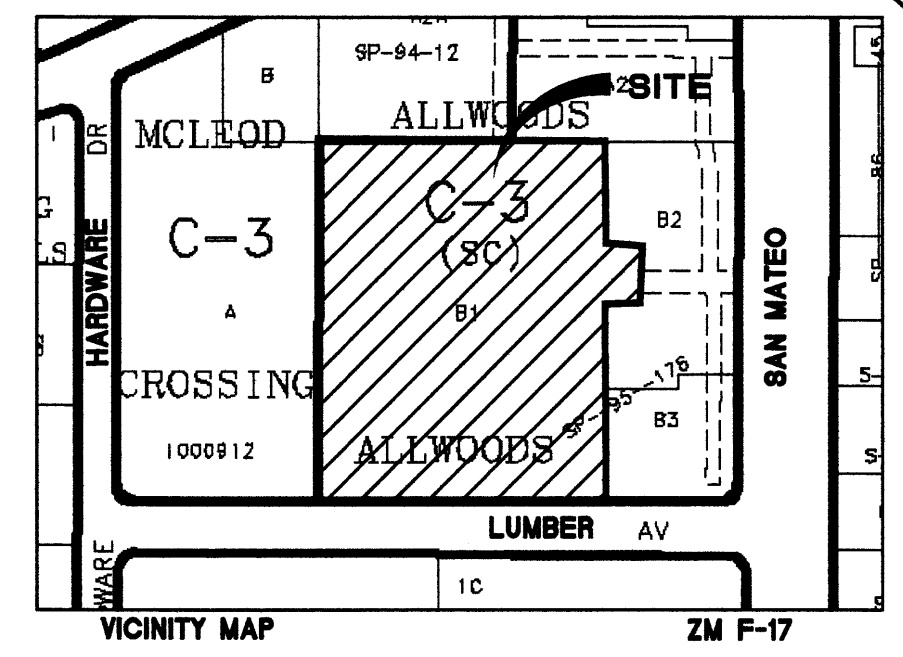 SP-94-12
B
SITE
ALLWOODS
MCLEOD
DR
C-3
(SC)
B2
C-3
HARDWARE
SAN MATEO
A
B1
CROSSING
SP-95-176
B3
1000912
ALLWOODS
LUMBER AV
WARE
1C
VICINITY MAP
ZM F-17